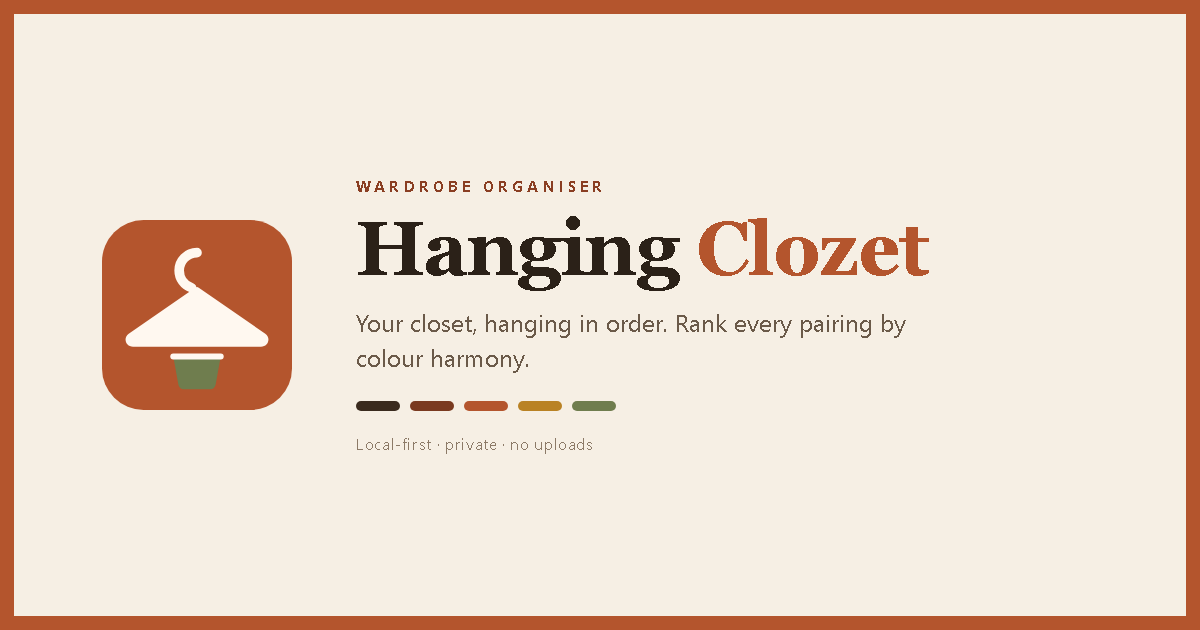 WARDROBE ORGANISER
Hanging Clozet
Your closet, hanging in order. Rank every pairing by
colour harmony.
Local-first · private · no uploads